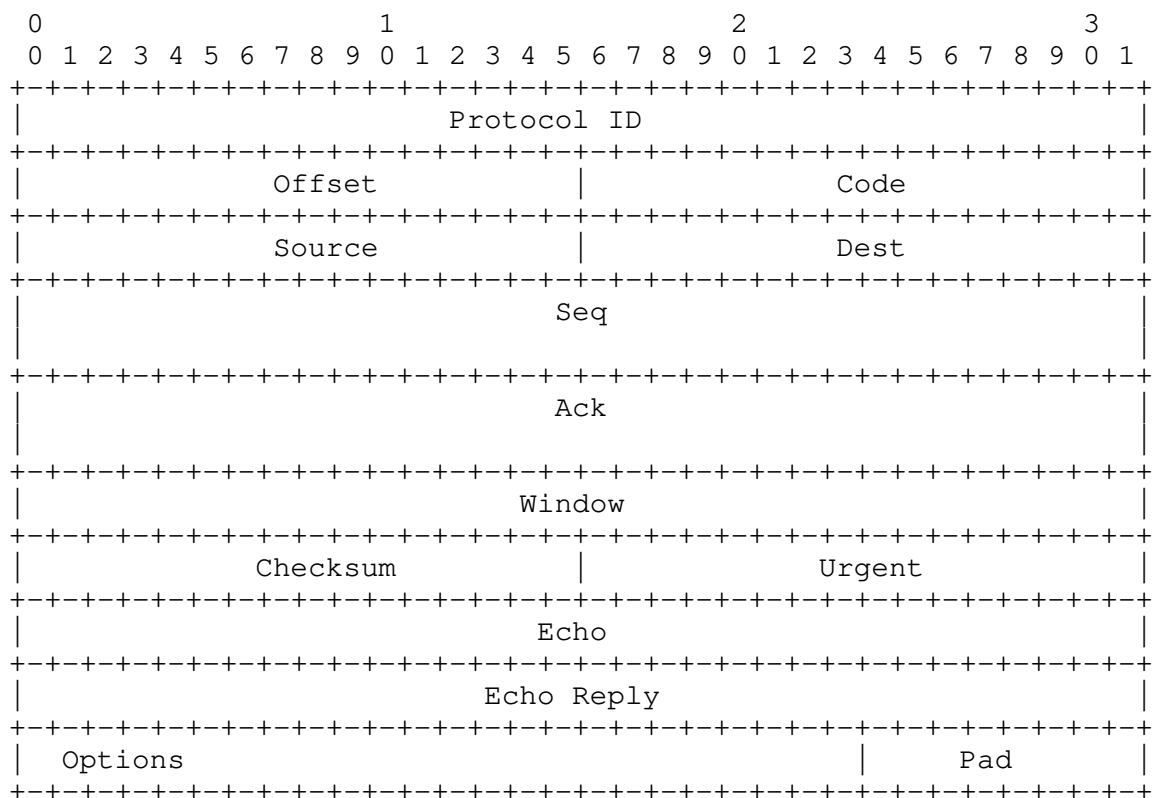 0                   1                   2                   3
0 1 2 3 4 5 6 7 8 9 0 1 2 3 4 5 6 7 8 9 0 1 2 3 4 5 6 7 8 9 0 1
+-+-+-+-+-+-+-+-+-+-+-+-+-+-+-+-+-+-+-+-+-+-+-+-+-+-+-+-+-+-+-+-+
|                        Protocol ID                            |
+-+-+-+-+-+-+-+-+-+-+-+-+-+-+-+-+-+-+-+-+-+-+-+-+-+-+-+-+-+-+-+-+
|              Offset           |              Code             |
+-+-+-+-+-+-+-+-+-+-+-+-+-+-+-+-+-+-+-+-+-+-+-+-+-+-+-+-+-+-+-+-+
|              Source           |              Dest             |
+-+-+-+-+-+-+-+-+-+-+-+-+-+-+-+-+-+-+-+-+-+-+-+-+-+-+-+-+-+-+-+-+
|                              Seq                              |
|                                                               |
+-+-+-+-+-+-+-+-+-+-+-+-+-+-+-+-+-+-+-+-+-+-+-+-+-+-+-+-+-+-+-+-+
|                              Ack                              |
|                                                               |
+-+-+-+-+-+-+-+-+-+-+-+-+-+-+-+-+-+-+-+-+-+-+-+-+-+-+-+-+-+-+-+-+
|                            Window                             |
+-+-+-+-+-+-+-+-+-+-+-+-+-+-+-+-+-+-+-+-+-+-+-+-+-+-+-+-+-+-+-+-+
|             Checksum          |             Urgent            |
+-+-+-+-+-+-+-+-+-+-+-+-+-+-+-+-+-+-+-+-+-+-+-+-+-+-+-+-+-+-+-+-+
|                             Echo                              |
+-+-+-+-+-+-+-+-+-+-+-+-+-+-+-+-+-+-+-+-+-+-+-+-+-+-+-+-+-+-+-+-+
|                          Echo Reply                           |
+-+-+-+-+-+-+-+-+-+-+-+-+-+-+-+-+-+-+-+-+-+-+-+-+-+-+-+-+-+-+-+-+
|  Options                                      |     Pad       |
+-+-+-+-+-+-+-+-+-+-+-+-+-+-+-+-+-+-+-+-+-+-+-+-+-+-+-+-+-+-+-+-+